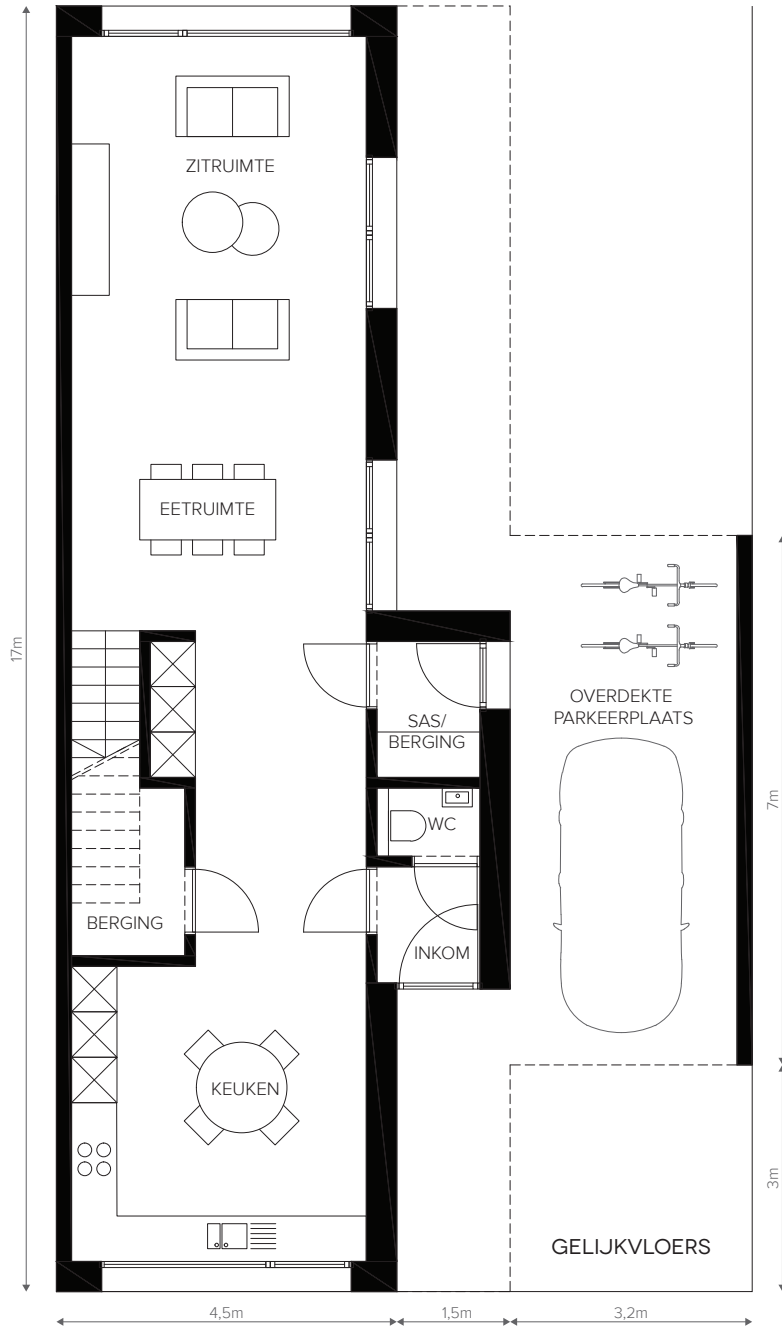 ZITRUIMTE
EETRUIMTE
17m
OVERDEKTE
PARKEERPLAATS
SAS/
BERGING
7m
WC
BERGING
INKOM
KEUKEN
3m
GELIJKVLOERS
4,5m
1,5m
3,2m